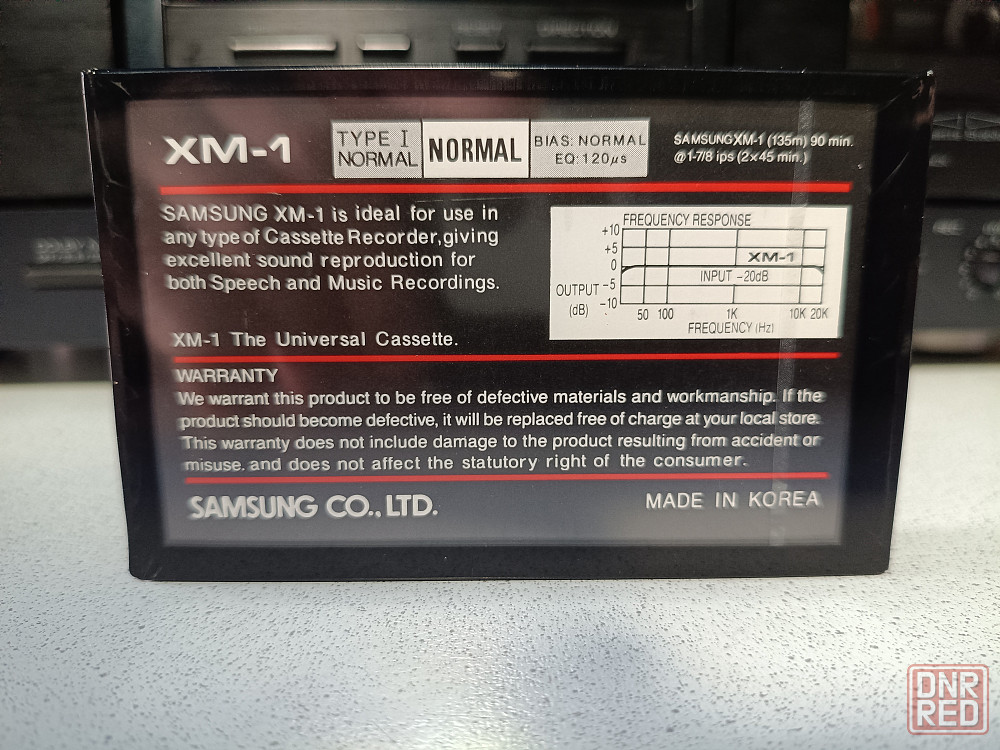 XM-1
TYPE I
NORMAL
NORMAL
BIAS: NORMAL
EQ: 120µs
SAMSUNG XM-1 (135m) 90 min.
@1-7/8 ips (2×45 min.)
SAMSUNG XM-1 is ideal for use in
any type of Cassette Recorder, giving
excellent sound reproduction for
both Speech and Music Recordings.
XM-1 The Universal Cassette.
FREQUENCY RESPONSE
+10
+5
0
-5
-10
XM-1
INPUT -20dB
OUTPUT
(dB)
50 100 1K 10K 20K
FREQUENCY (Hz)
WARRANTY
We warrant this product to be free of defective materials and workmanship. If the
product should become defective, it will be replaced free of charge at your local store.
This warranty does not include damage to the product resulting from accident or
misuse. and does not affect the statutory right of the consumer.
SAMSUNG CO., LTD.
MADE IN KOREA
DNR
RED